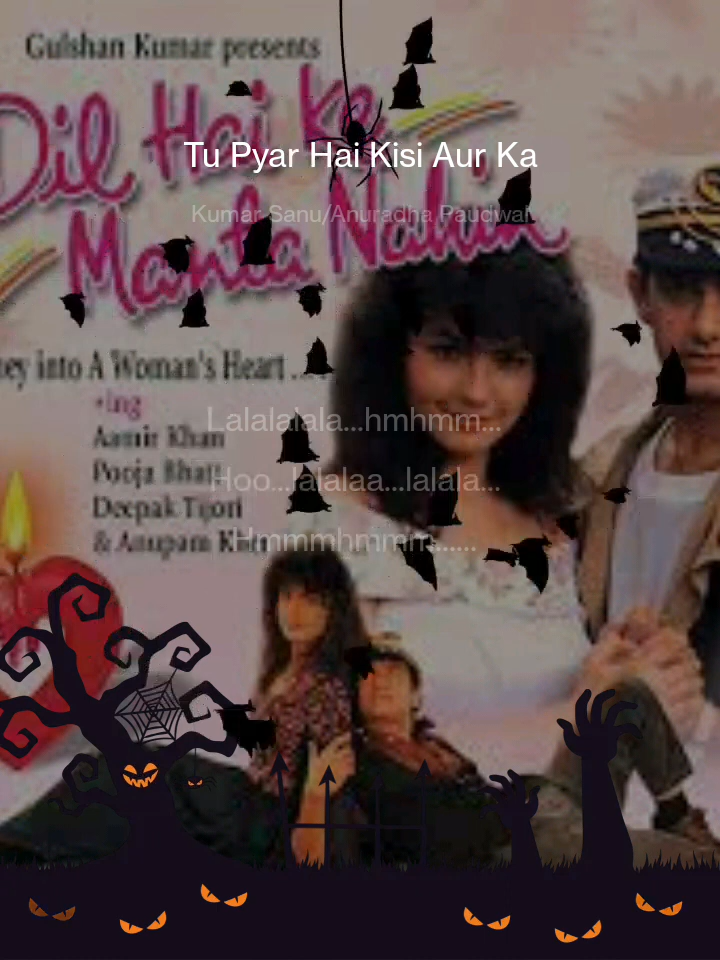 Gulshan Kumar presents
Dil Hai Ke
Tu Pyar Hai Kisi Aur Ka
Kumar Sanu/Anuradha Paudwal
Manta Nahin
ney into A Woman's Heart ...
Lalalalala...hmhmm...
Aamir Khan
Pooja Bhatt
Hoo...lalalaa...lalala...
Deepak Tijori
& Anupam Kher
Hmmmhmmmm......